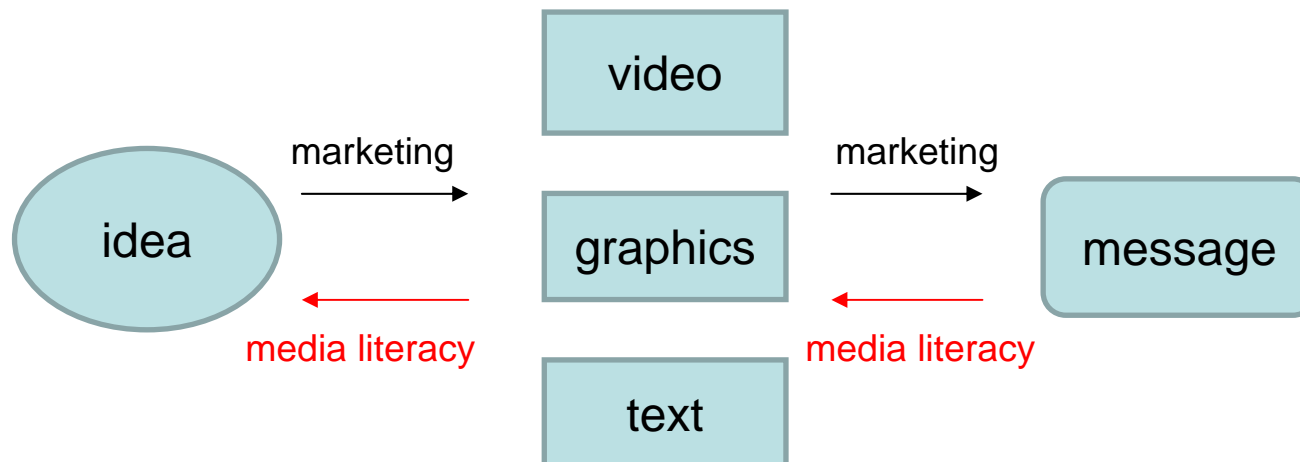 video
marketing
marketing
idea
graphics
message
media literacy
media literacy
text